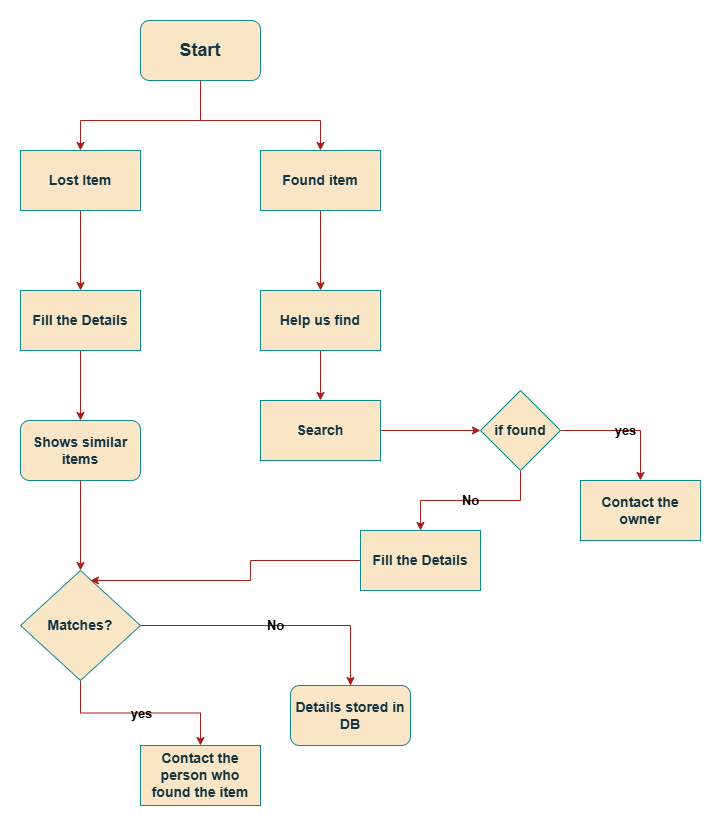 Start
Lost Item
Found item
Fill the Details
Help us find
Search
if found
yes
Shows similar
items
Contact the
owner
No
Fill the Details
Matches?
No
Details stored in
DB
yes
Contact the
person who
found the item